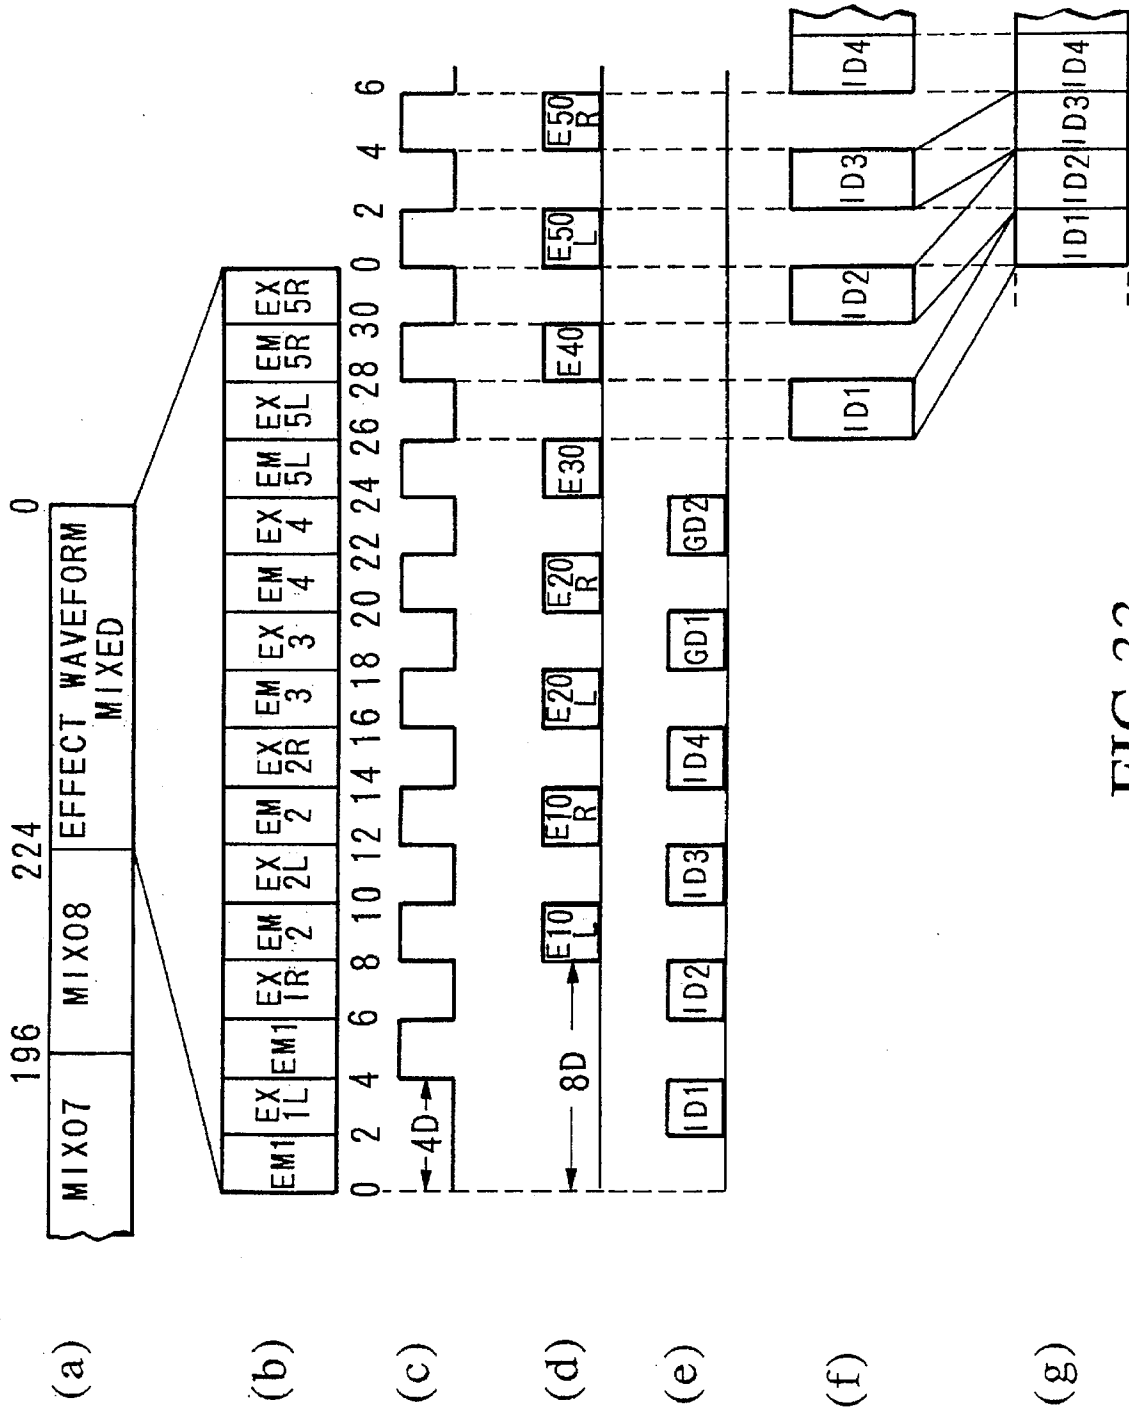 (a)
196 224 0
MIX07 MIX08 EFFECT WAVEFORM
MIXED
(b)
EM1 EX 1L EM1 EX 1R EM 2 EX 2L EM 2 EX 2R EM 3 EX 3 EM 4 EX 4 EM 5L EX 5L EM 5R EX 5R
0 2 4 6 8 10 12 14 16 18 20 22 24 26 28 30 0 2 4 6
(c)
4D
(d)
8D
E10 L E10 R E20 L E20 R E30 E40 E50 L E50 R
(e)
ID1 ID2 ID3 ID4 GD1 GD2
(f)
ID1 ID2 ID3 ID4
(g)
ID1 ID2 ID3 ID4
FIG.